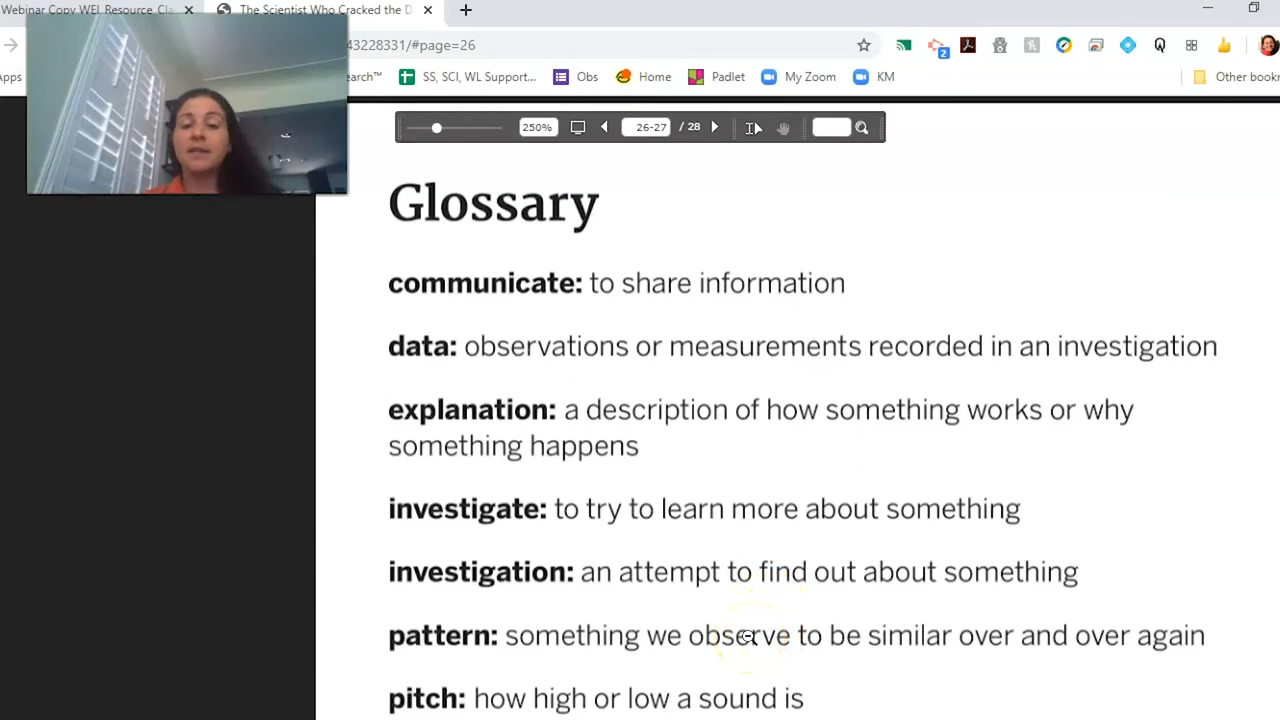 Webinar Copy WEL Resource Cla
The Scientist Who Cracked the D
43228331/#page=26
2
Apps
earch™
SS, SCI, WL Support...
Obs
Home
Padlet
My Zoom
KM
Other bookm
250%
26-27
/ 28
Glossary
communicate: to share information
data: observations or measurements recorded in an investigation
explanation: a description of how something works or why
something happens
investigate: to try to learn more about something
investigation: an attempt to find out about something
pattern: something we observe to be similar over and over again
pitch: how high or low a sound is